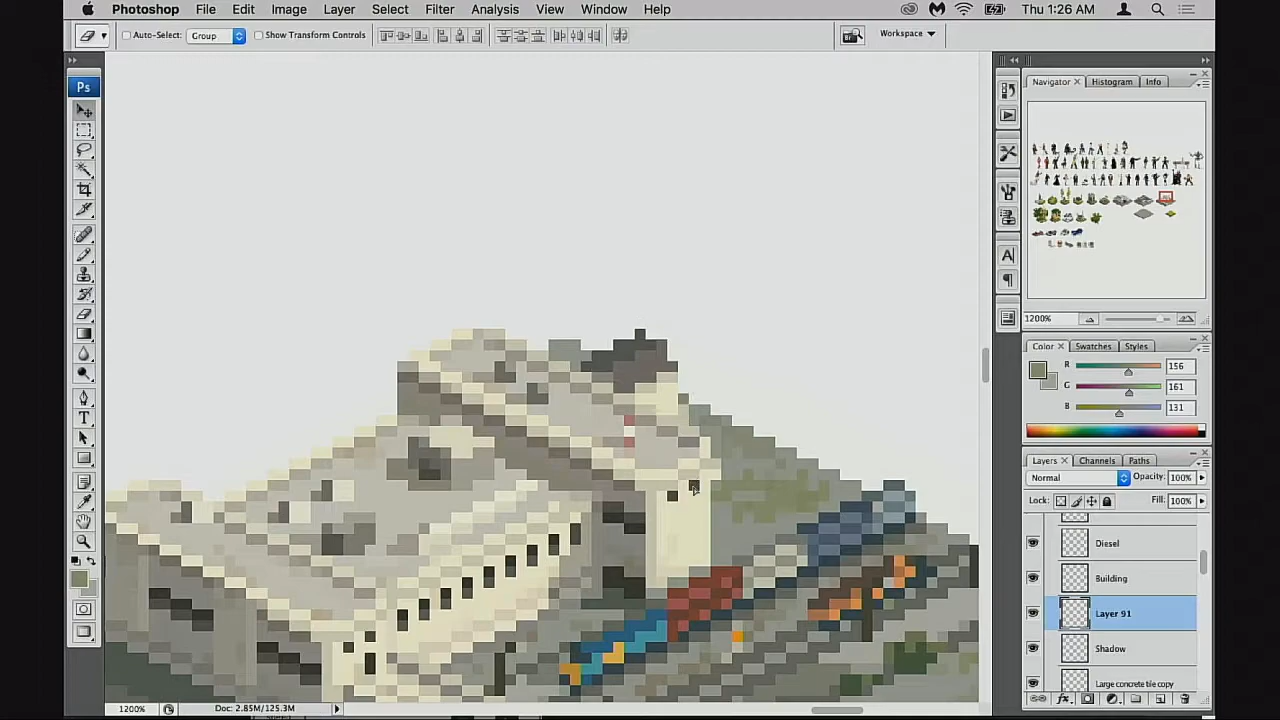 Photoshop File Edit Image Layer Select Filter Analysis View Window Help Thu 1:26 AM
Auto-Select: Group Show Transform Controls Workspace
Ps
Navigator × Histogram Info
1200%
Color × Swatches Styles
R 156
G 161
B 131
Layers × Channels Paths
Normal Opacity: 100%
Lock: Fill: 100%
Diesel
Building
Layer 91
Shadow
Large concrete tile copy
1200% Doc: 2.85M/125.3M